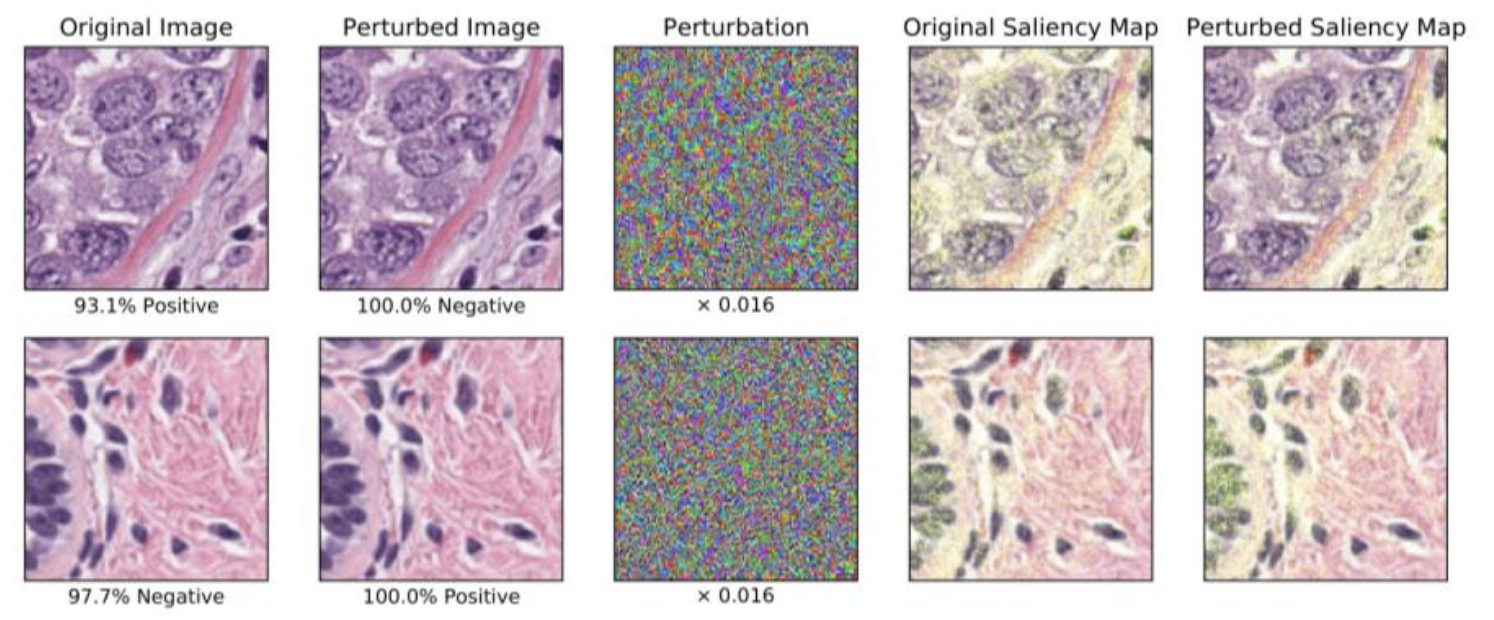 Original Image
Perturbed Image
Perturbation
Original Saliency Map
Perturbed Saliency Map
93.1% Positive
100.0% Negative
× 0.016
97.7% Negative
100.0% Positive
× 0.016